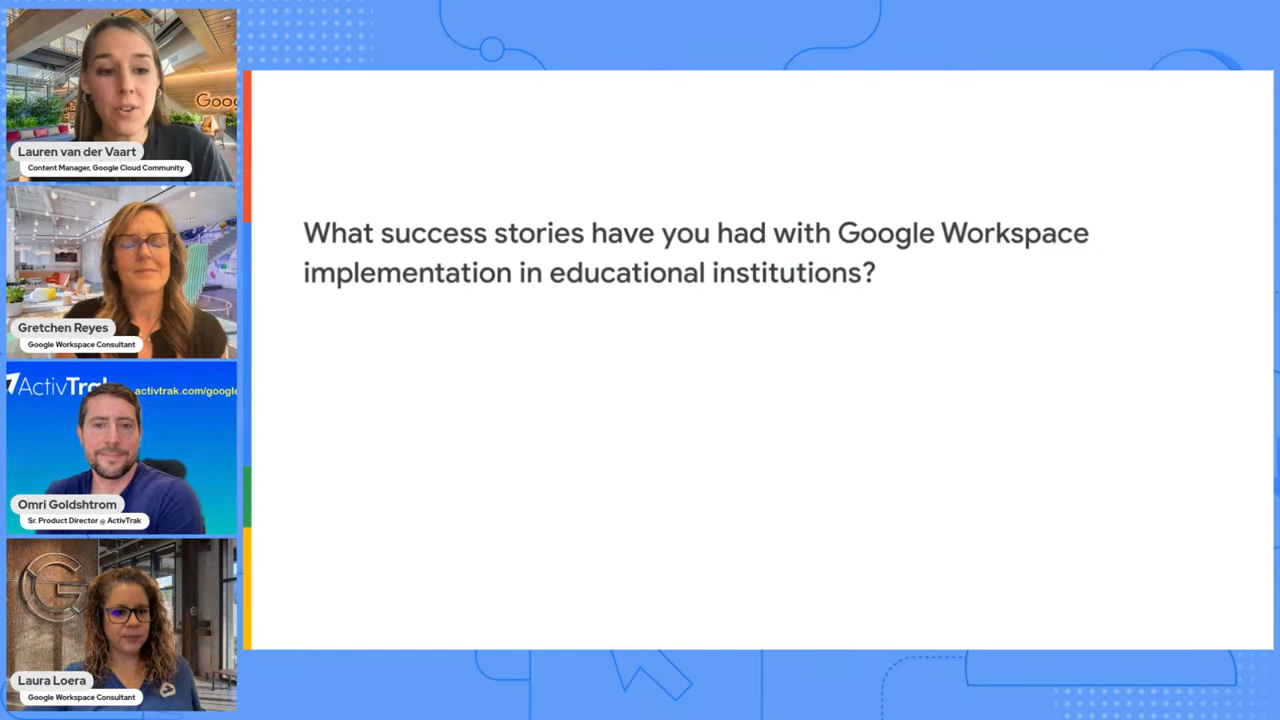 Goo
Lauren van der Vaart
Content Manager, Google Cloud Community
Gretchen Reyes
Google Workspace Consultant
ActivTrak
activtrak.com/google
Omri Goldshtrom
Sr. Product Director @ ActivTrak
G
Laura Loera
Google Workspace Consultant
What success stories have you had with Google Workspace
implementation in educational institutions?